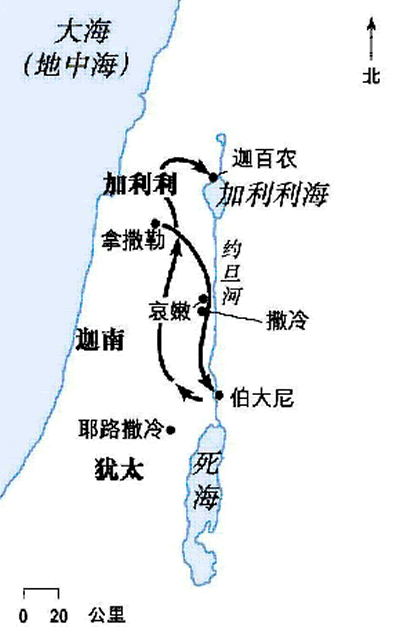 大海
(地中海)
北
迦百农
加利利
加利利海
拿撒勒
约旦河
哀嫩
撒冷
迦南
伯大尼
耶路撒冷
犹太
死海
0 20 公里